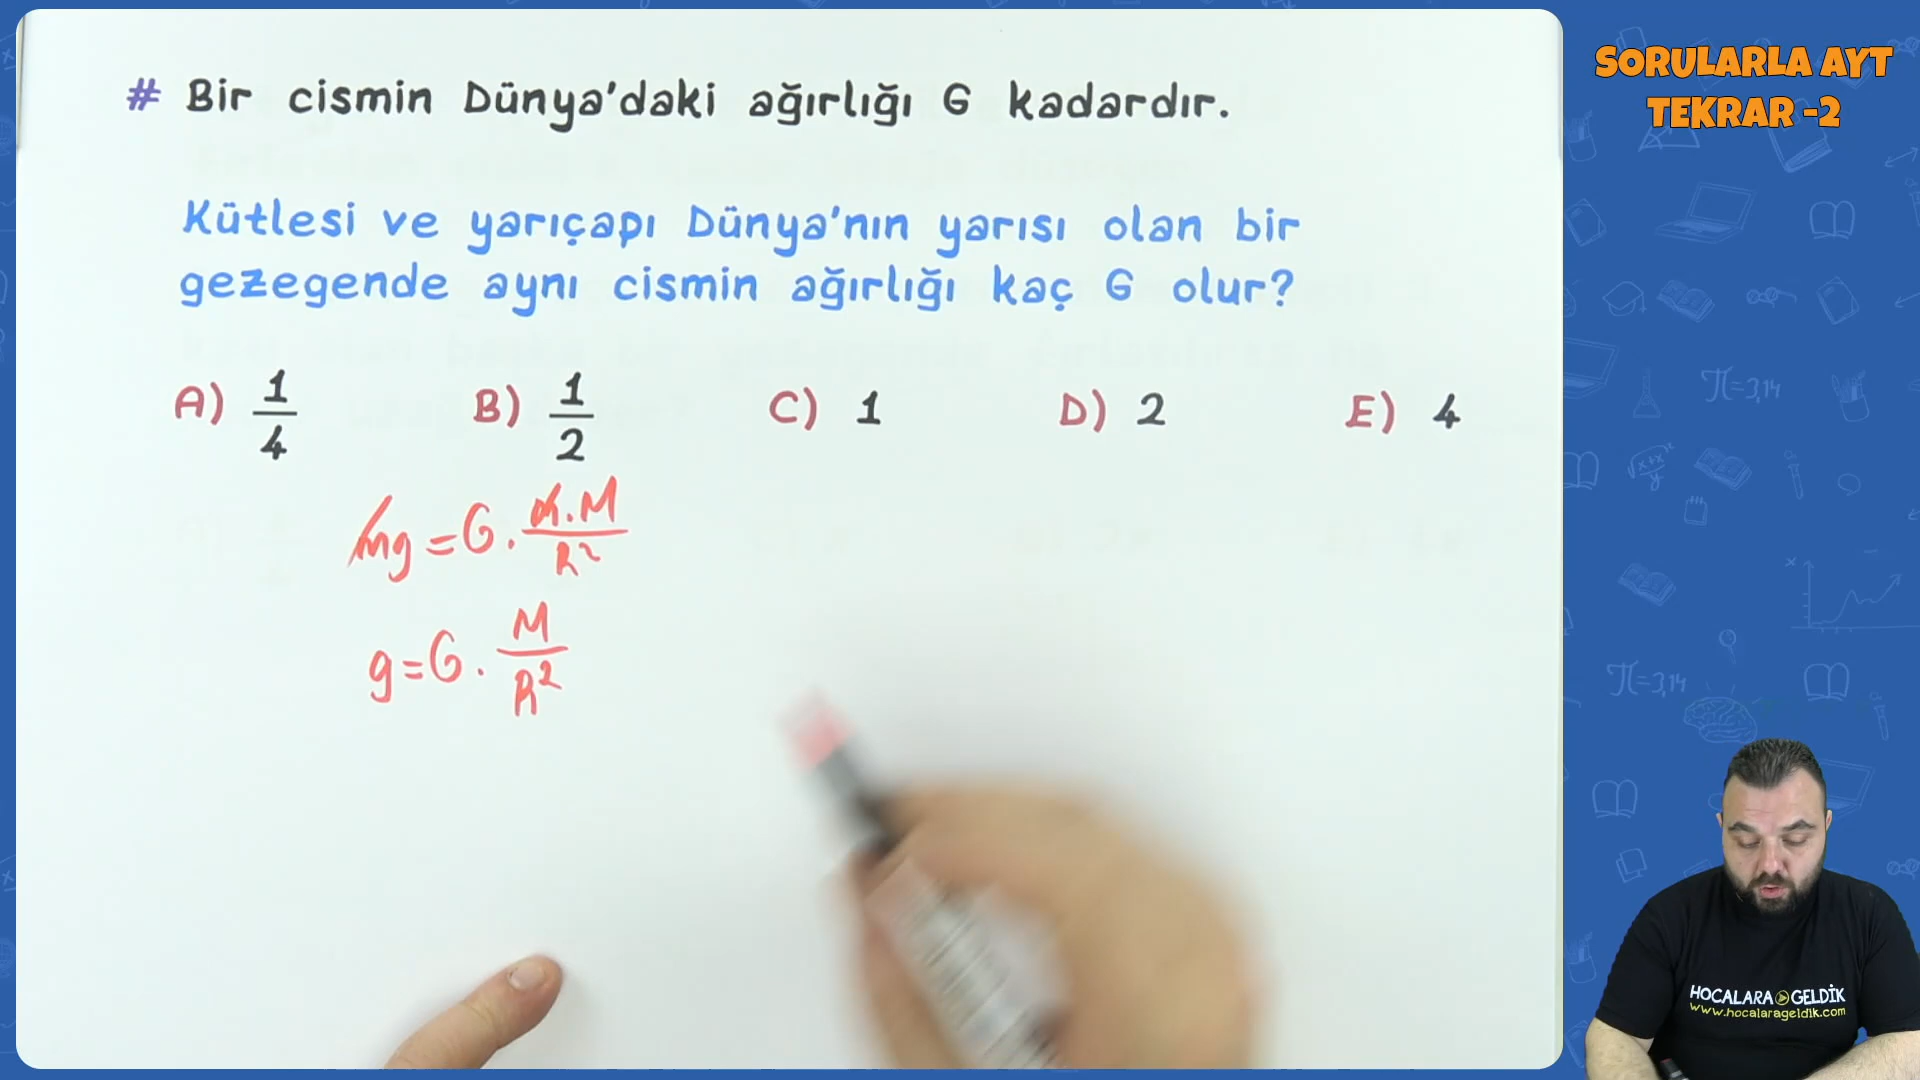 SORULARLA AYT
TEKRAR -2
# Bir cismin Dünya'daki ağırlığı G kadardır.
Kütlesi ve yarıçapı Dünya'nın yarısı olan bir
gezegende aynı cismin ağırlığı kaç G olur?
A) 1/4 B) 1/2 C) 1 D) 2 E) 4
mg = G . m.M/R²
g = G . M/R²
π=3,14
π=3,14
HOCALARA GELDİK
www.hocalarageldik.com